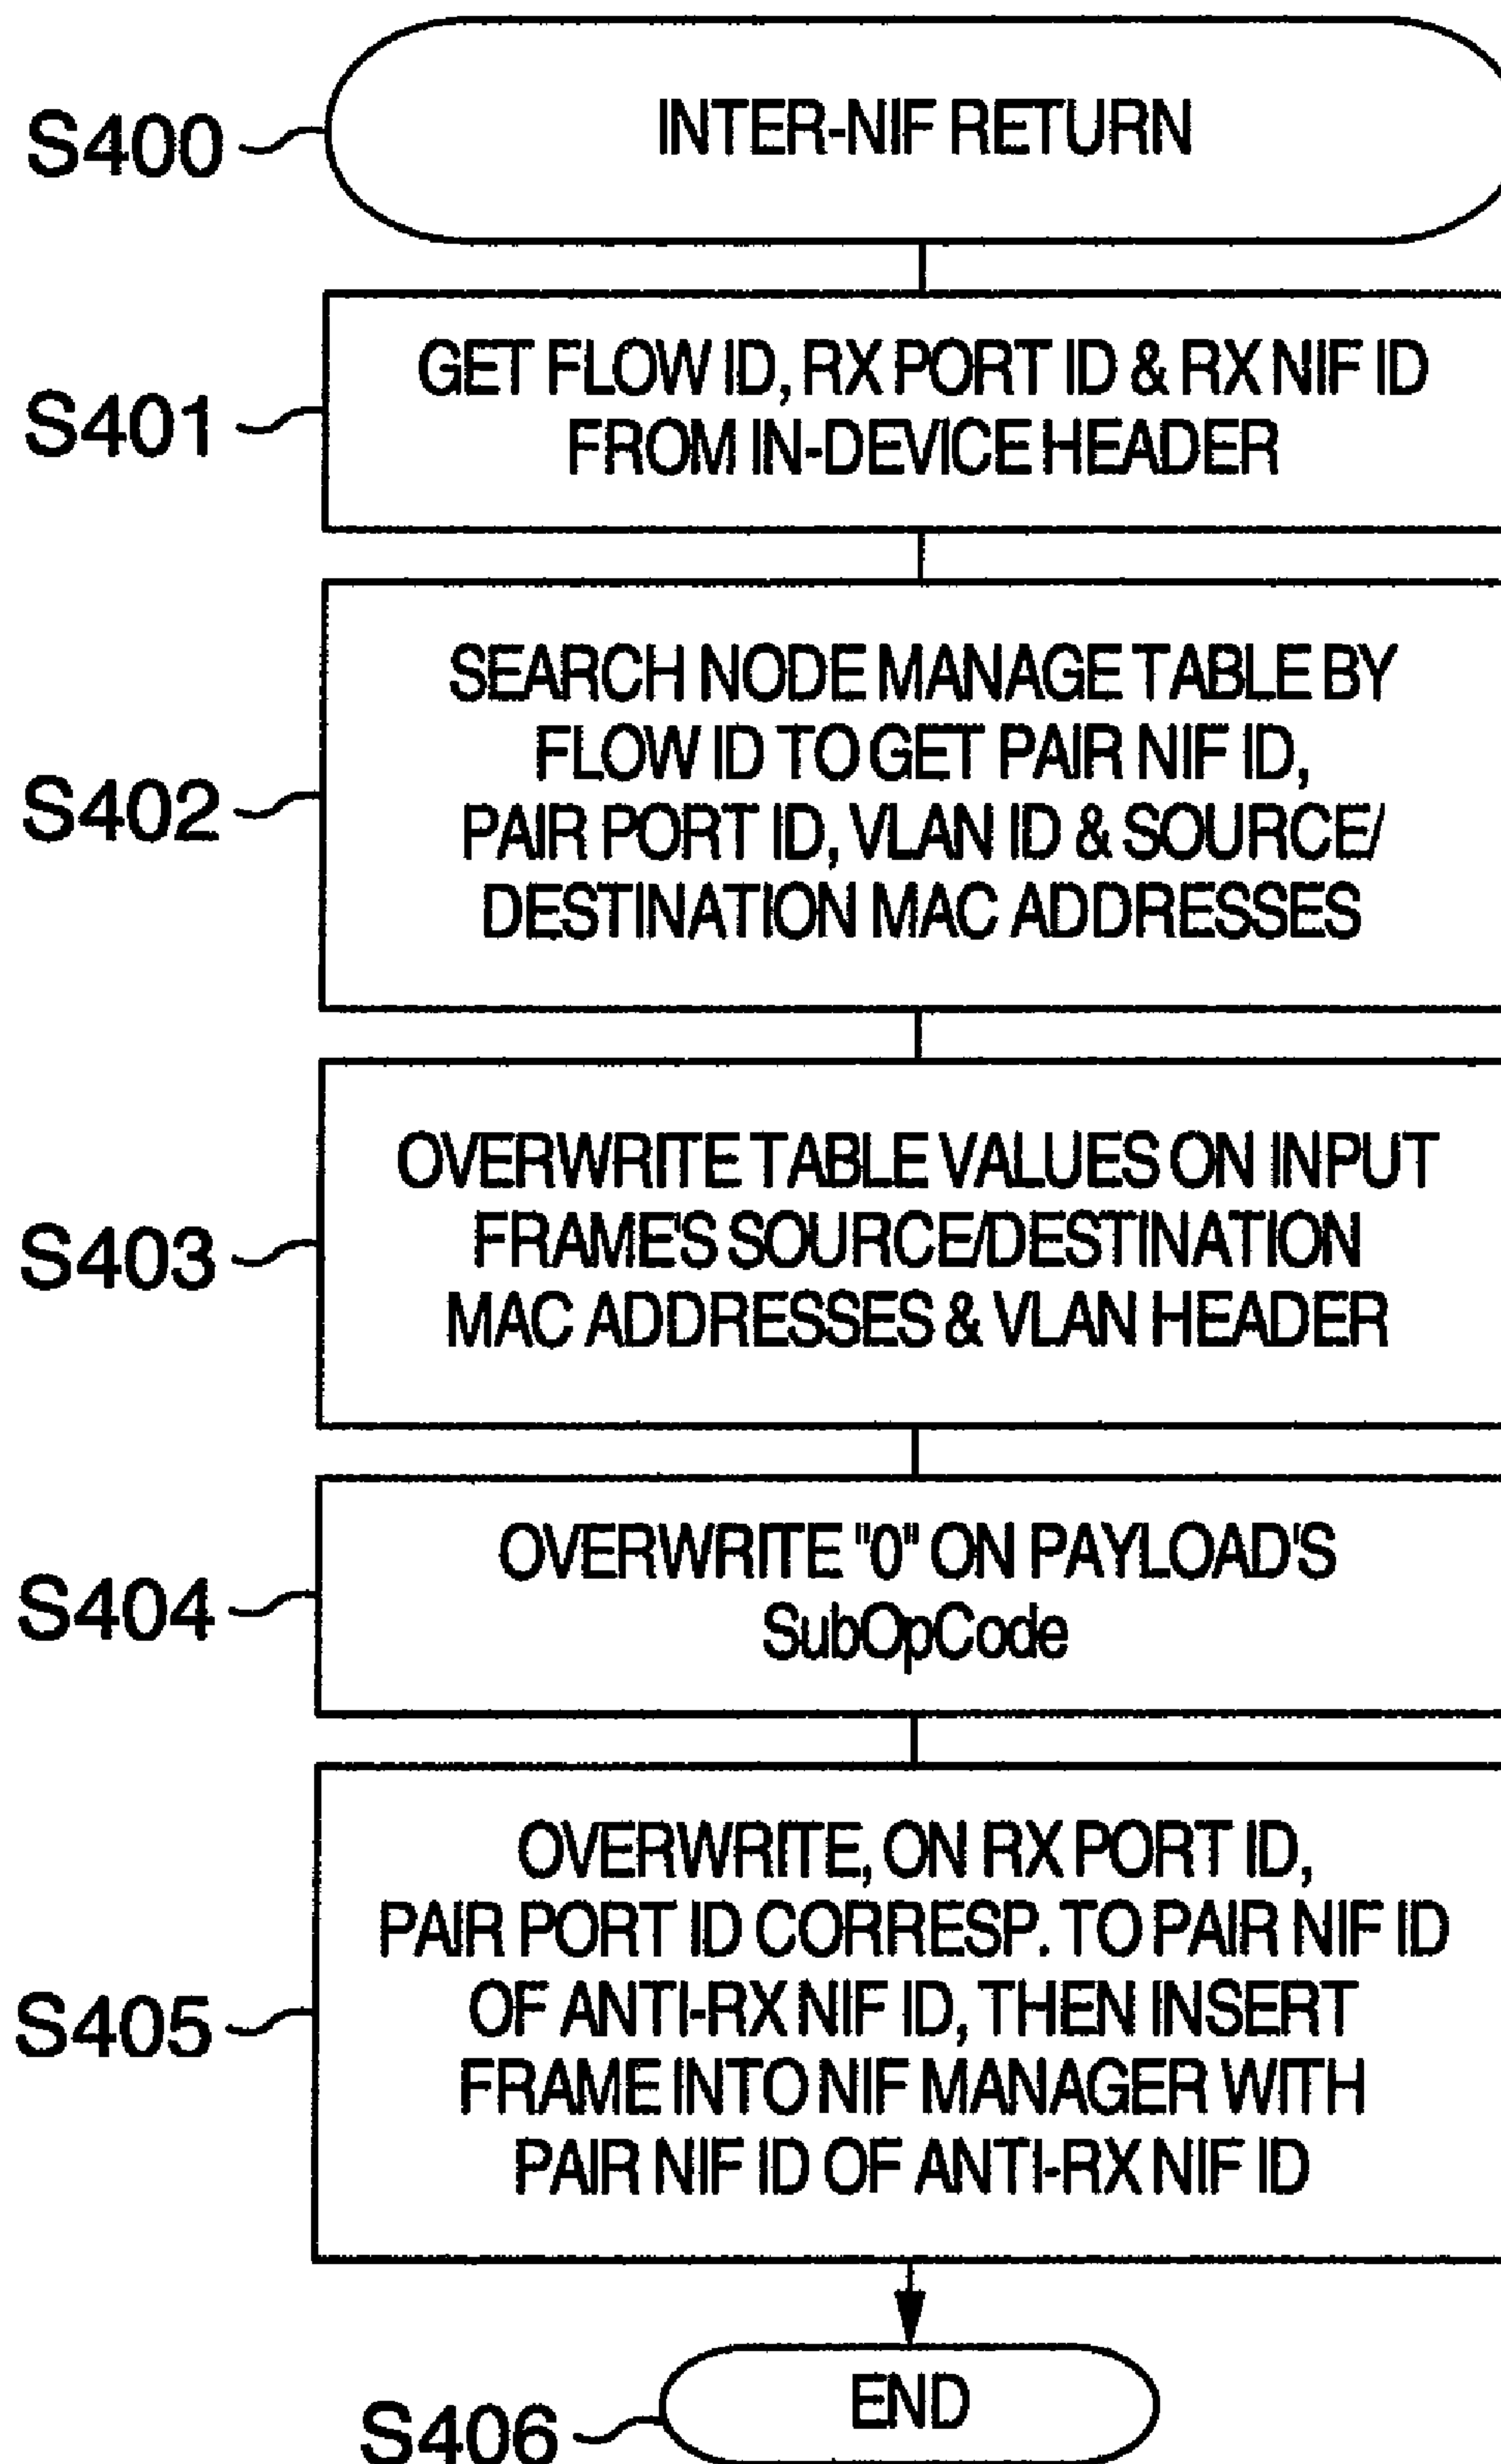 S400
INTER-NIF RETURN
S401
GET FLOW ID, RX PORT ID & RX NIF ID
FROM IN-DEVICE HEADER
S402
SEARCH NODE MANAGE TABLE BY
FLOW ID TO GET PAIR NIF ID,
PAIR PORT ID, VLAN ID & SOURCE/
DESTINATION MAC ADDRESSES
S403
OVERWRITE TABLE VALUES ON INPUT
FRAME'S SOURCE/DESTINATION
MAC ADDRESSES & VLAN HEADER
S404
OVERWRITE "0" ON PAYLOAD'S
SubOpCode
S405
OVERWRITE, ON RX PORT ID,
PAIR PORT ID CORRESP. TO PAIR NIF ID
OF ANTI-RX NIF ID, THEN INSERT
FRAME INTO NIF MANAGER WITH
PAIR NIF ID OF ANTI-RX NIF ID
S406
END